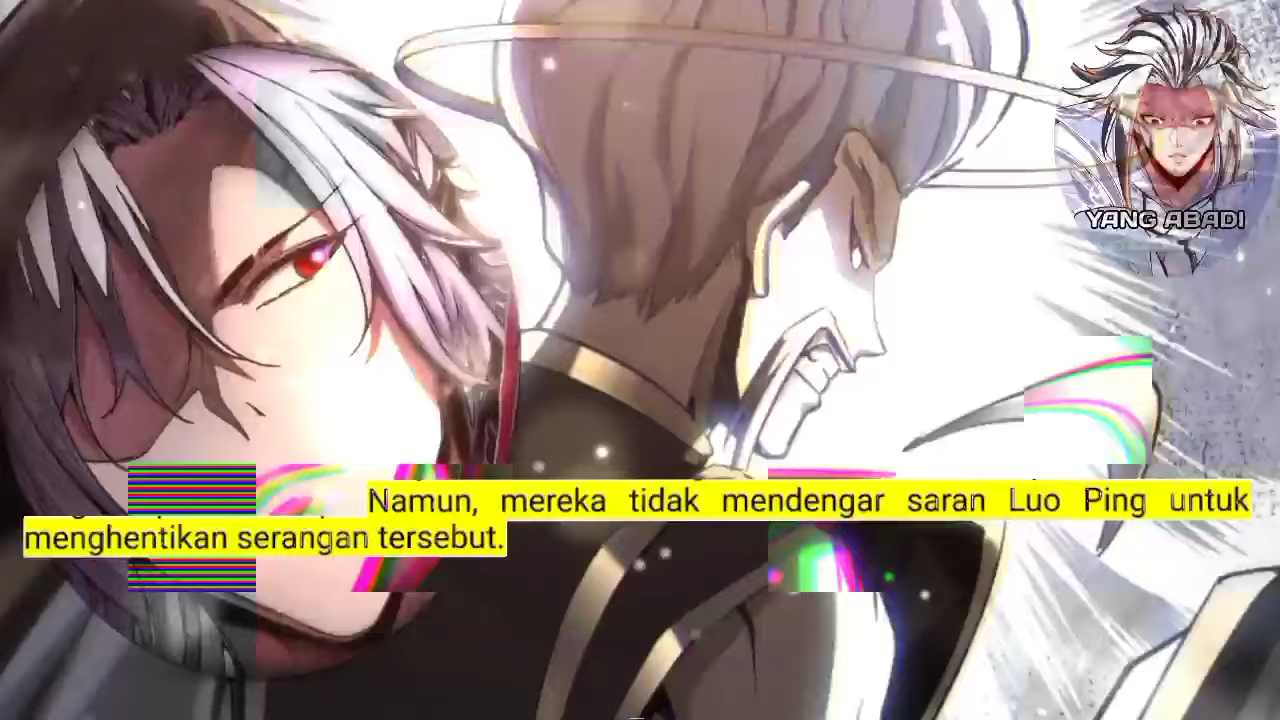 YANG ABADI
Namun, mereka tidak mendengar saran Luo Ping untuk
menghentikan serangan tersebut.